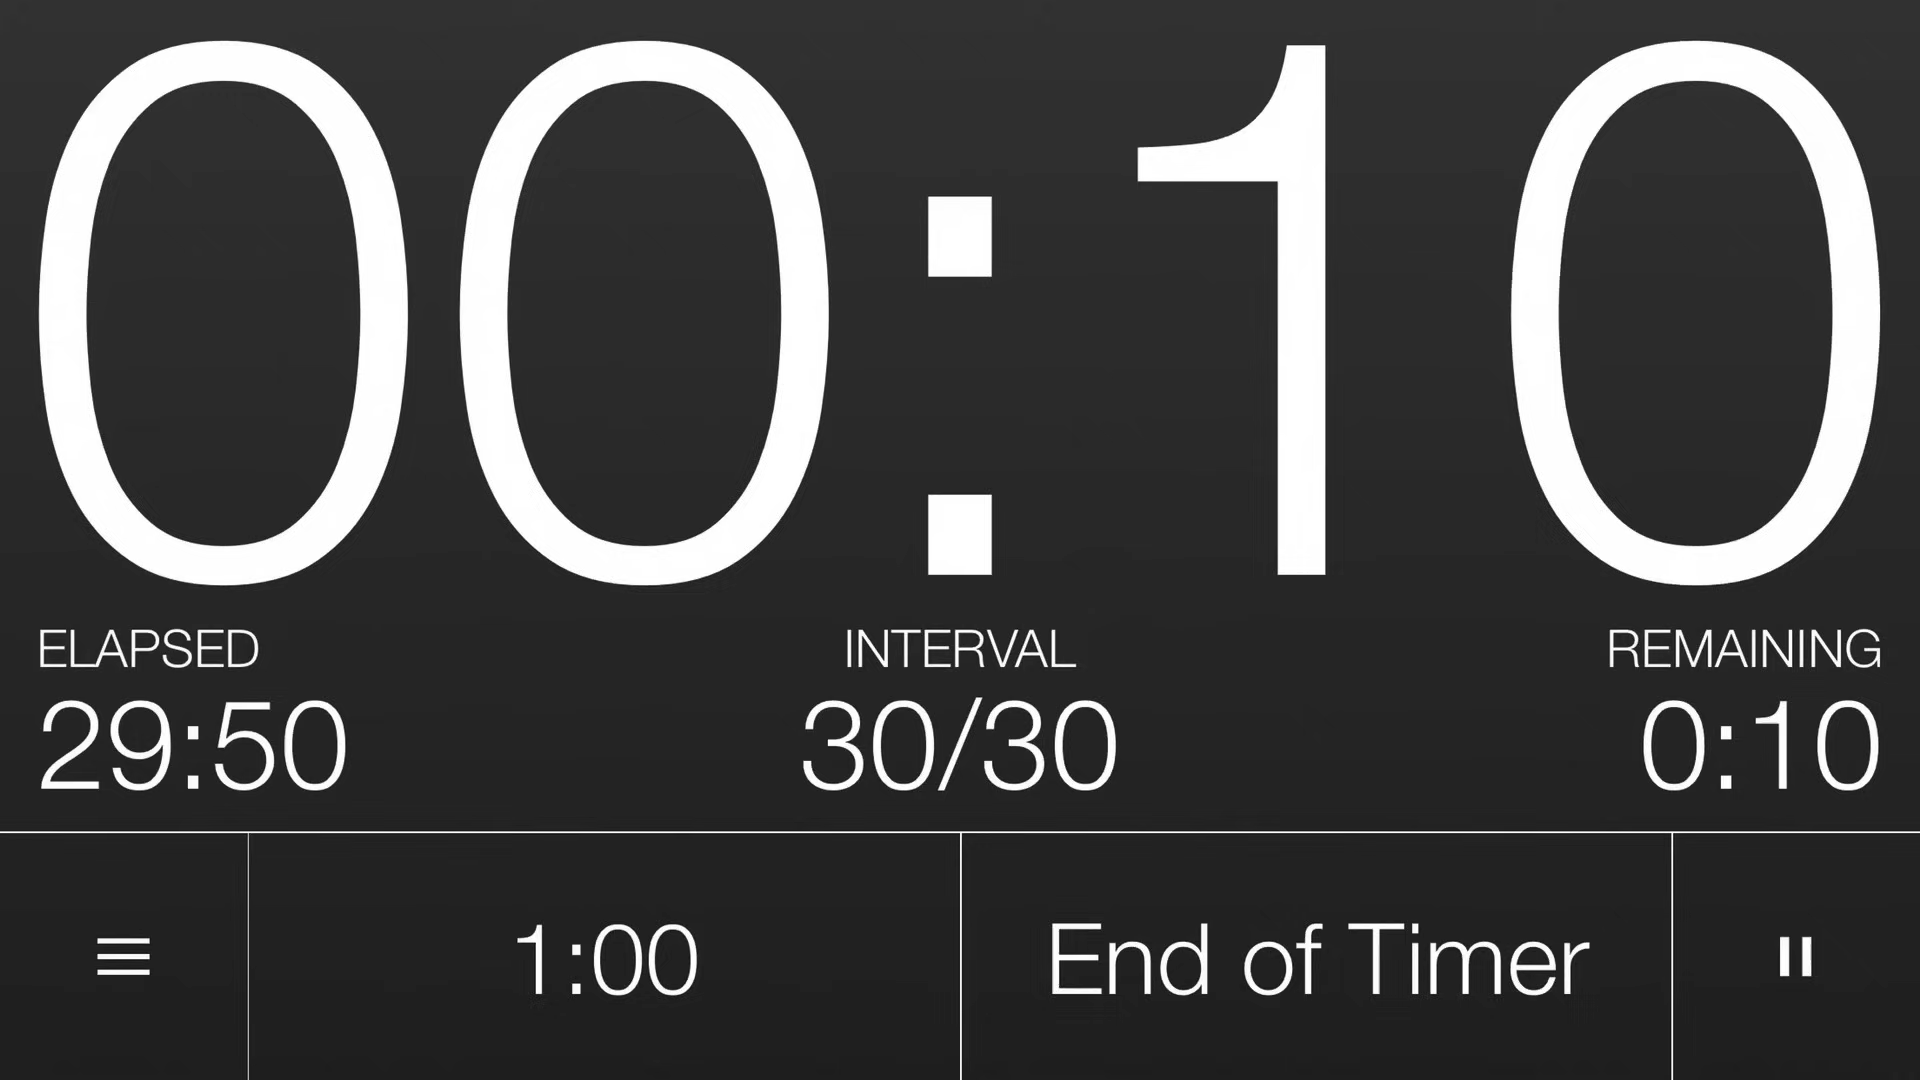 00:10
ELAPSED INTERVAL REMAINING
29:50 30/30 0:10
1:00 End of Timer